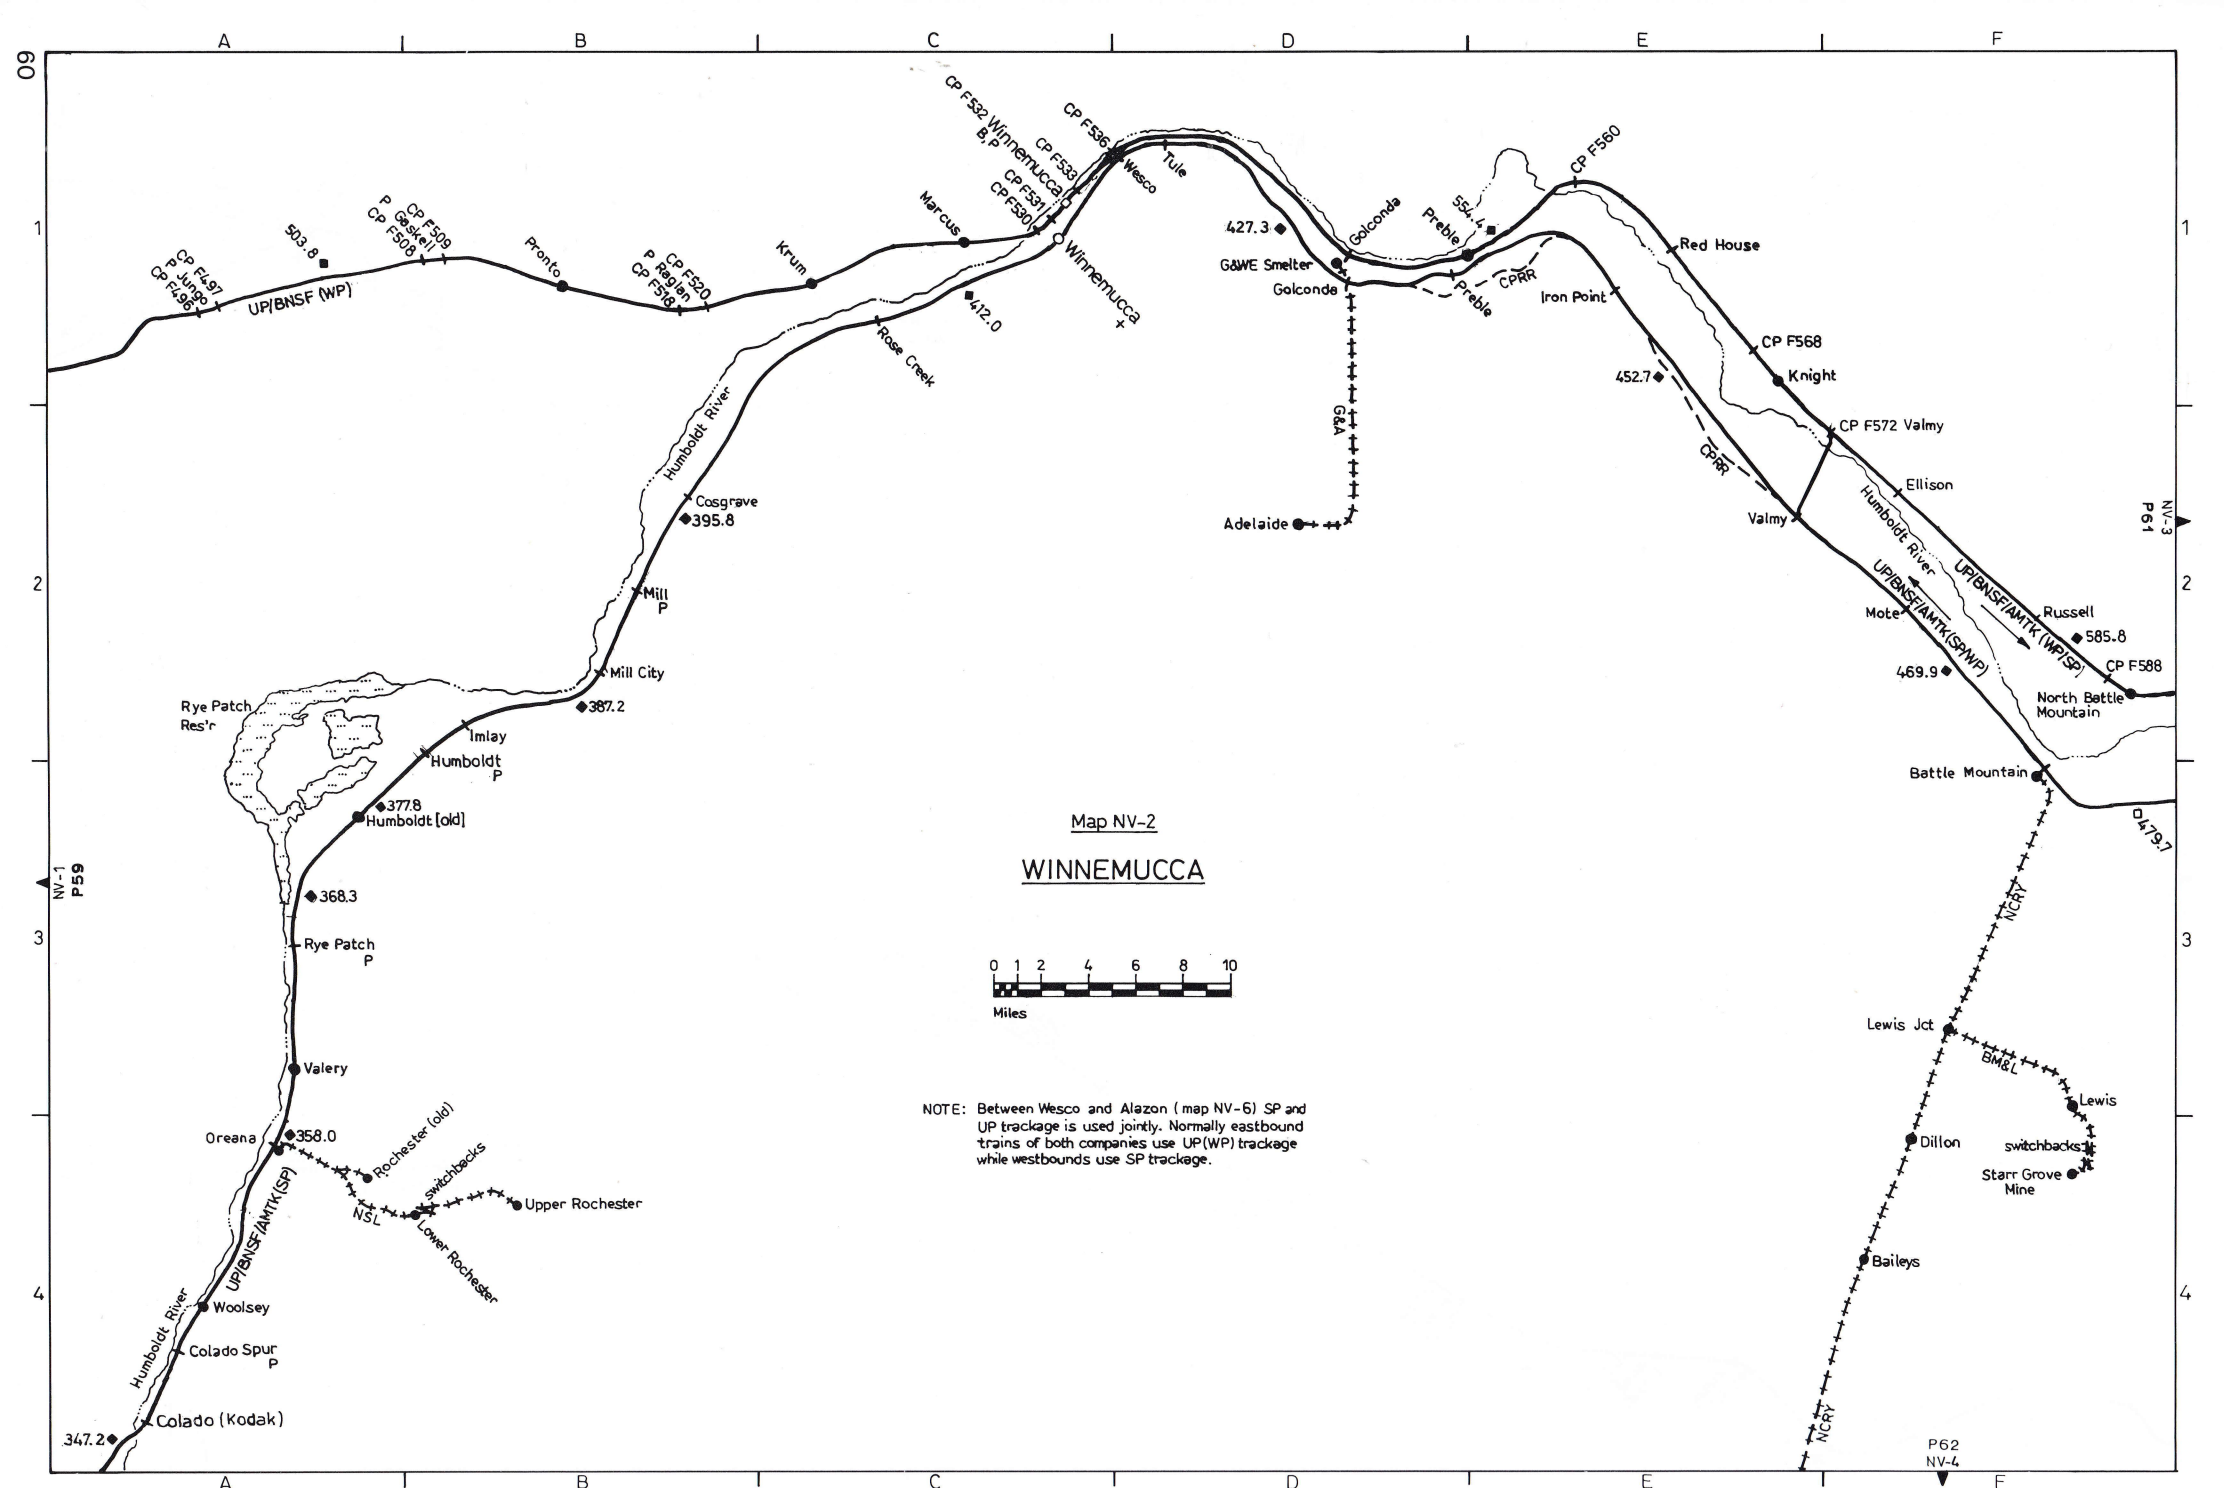 60
A
B
C
D
E
F
CP F532 Winnemucca
B,P
CP F536
CP F533
CP F531
CP F530
Wesco
Tule
CP F560
Marcus
503.8
CP F509
P Gaskell
CP F508
Pronto
Krum
CP F520
P Raglan
CP F518
CP F497
P Jungo
CP F496
UP/BNSF (WP)
1
1
Winnemucca
412.0
Rose Creek
427.3
Golconda
G&WE Smelter
Golconda
Preble
554.4
Preble
CPRR
Iron Point
Red House
CP F568
Knight
452.7
CPRR
CP F572 Valmy
Ellison
Valmy
G&A
Adelaide
Humboldt River
Cosgrave
395.8
NV-3
P61
Humboldt River
2
2
Mill
P
Mill City
387.2
UP/BNSF/AMTK (WP/SP)
UP/BNSF/AMTK(SP/WP)
Mote
Russell
585.8
469.9
CP F588
North Battle
Mountain
Rye Patch
Res'r
Imlay
Humboldt
P
377.8
Humboldt [old]
Battle Mountain
479.7
Map NV-2
WINNEMUCCA
NV-1
P59
368.3
3
3
Rye Patch
P
NCRY
0 1 2 4 6 8 10
Miles
Lewis Jct
BM&L
Valery
Lewis
NOTE: Between Wesco and Alazon (map NV-6) SP and
UP trackage is used jointly. Normally eastbound
trains of both companies use UP(WP) trackage
while westbounds use SP trackage.
Oreana
358.0
Rochester (old)
switchbacks
Dillon
switchbacks
Starr Grove
Mine
NSL
Upper Rochester
Lower Rochester
UP/BNSF/AMTK(SP)
Baileys
4
4
Woolsey
Humboldt River
Colado Spur
P
Colado (Kodak)
347.2
NCRY
P62
NV-4
A
B
C
D
E
F